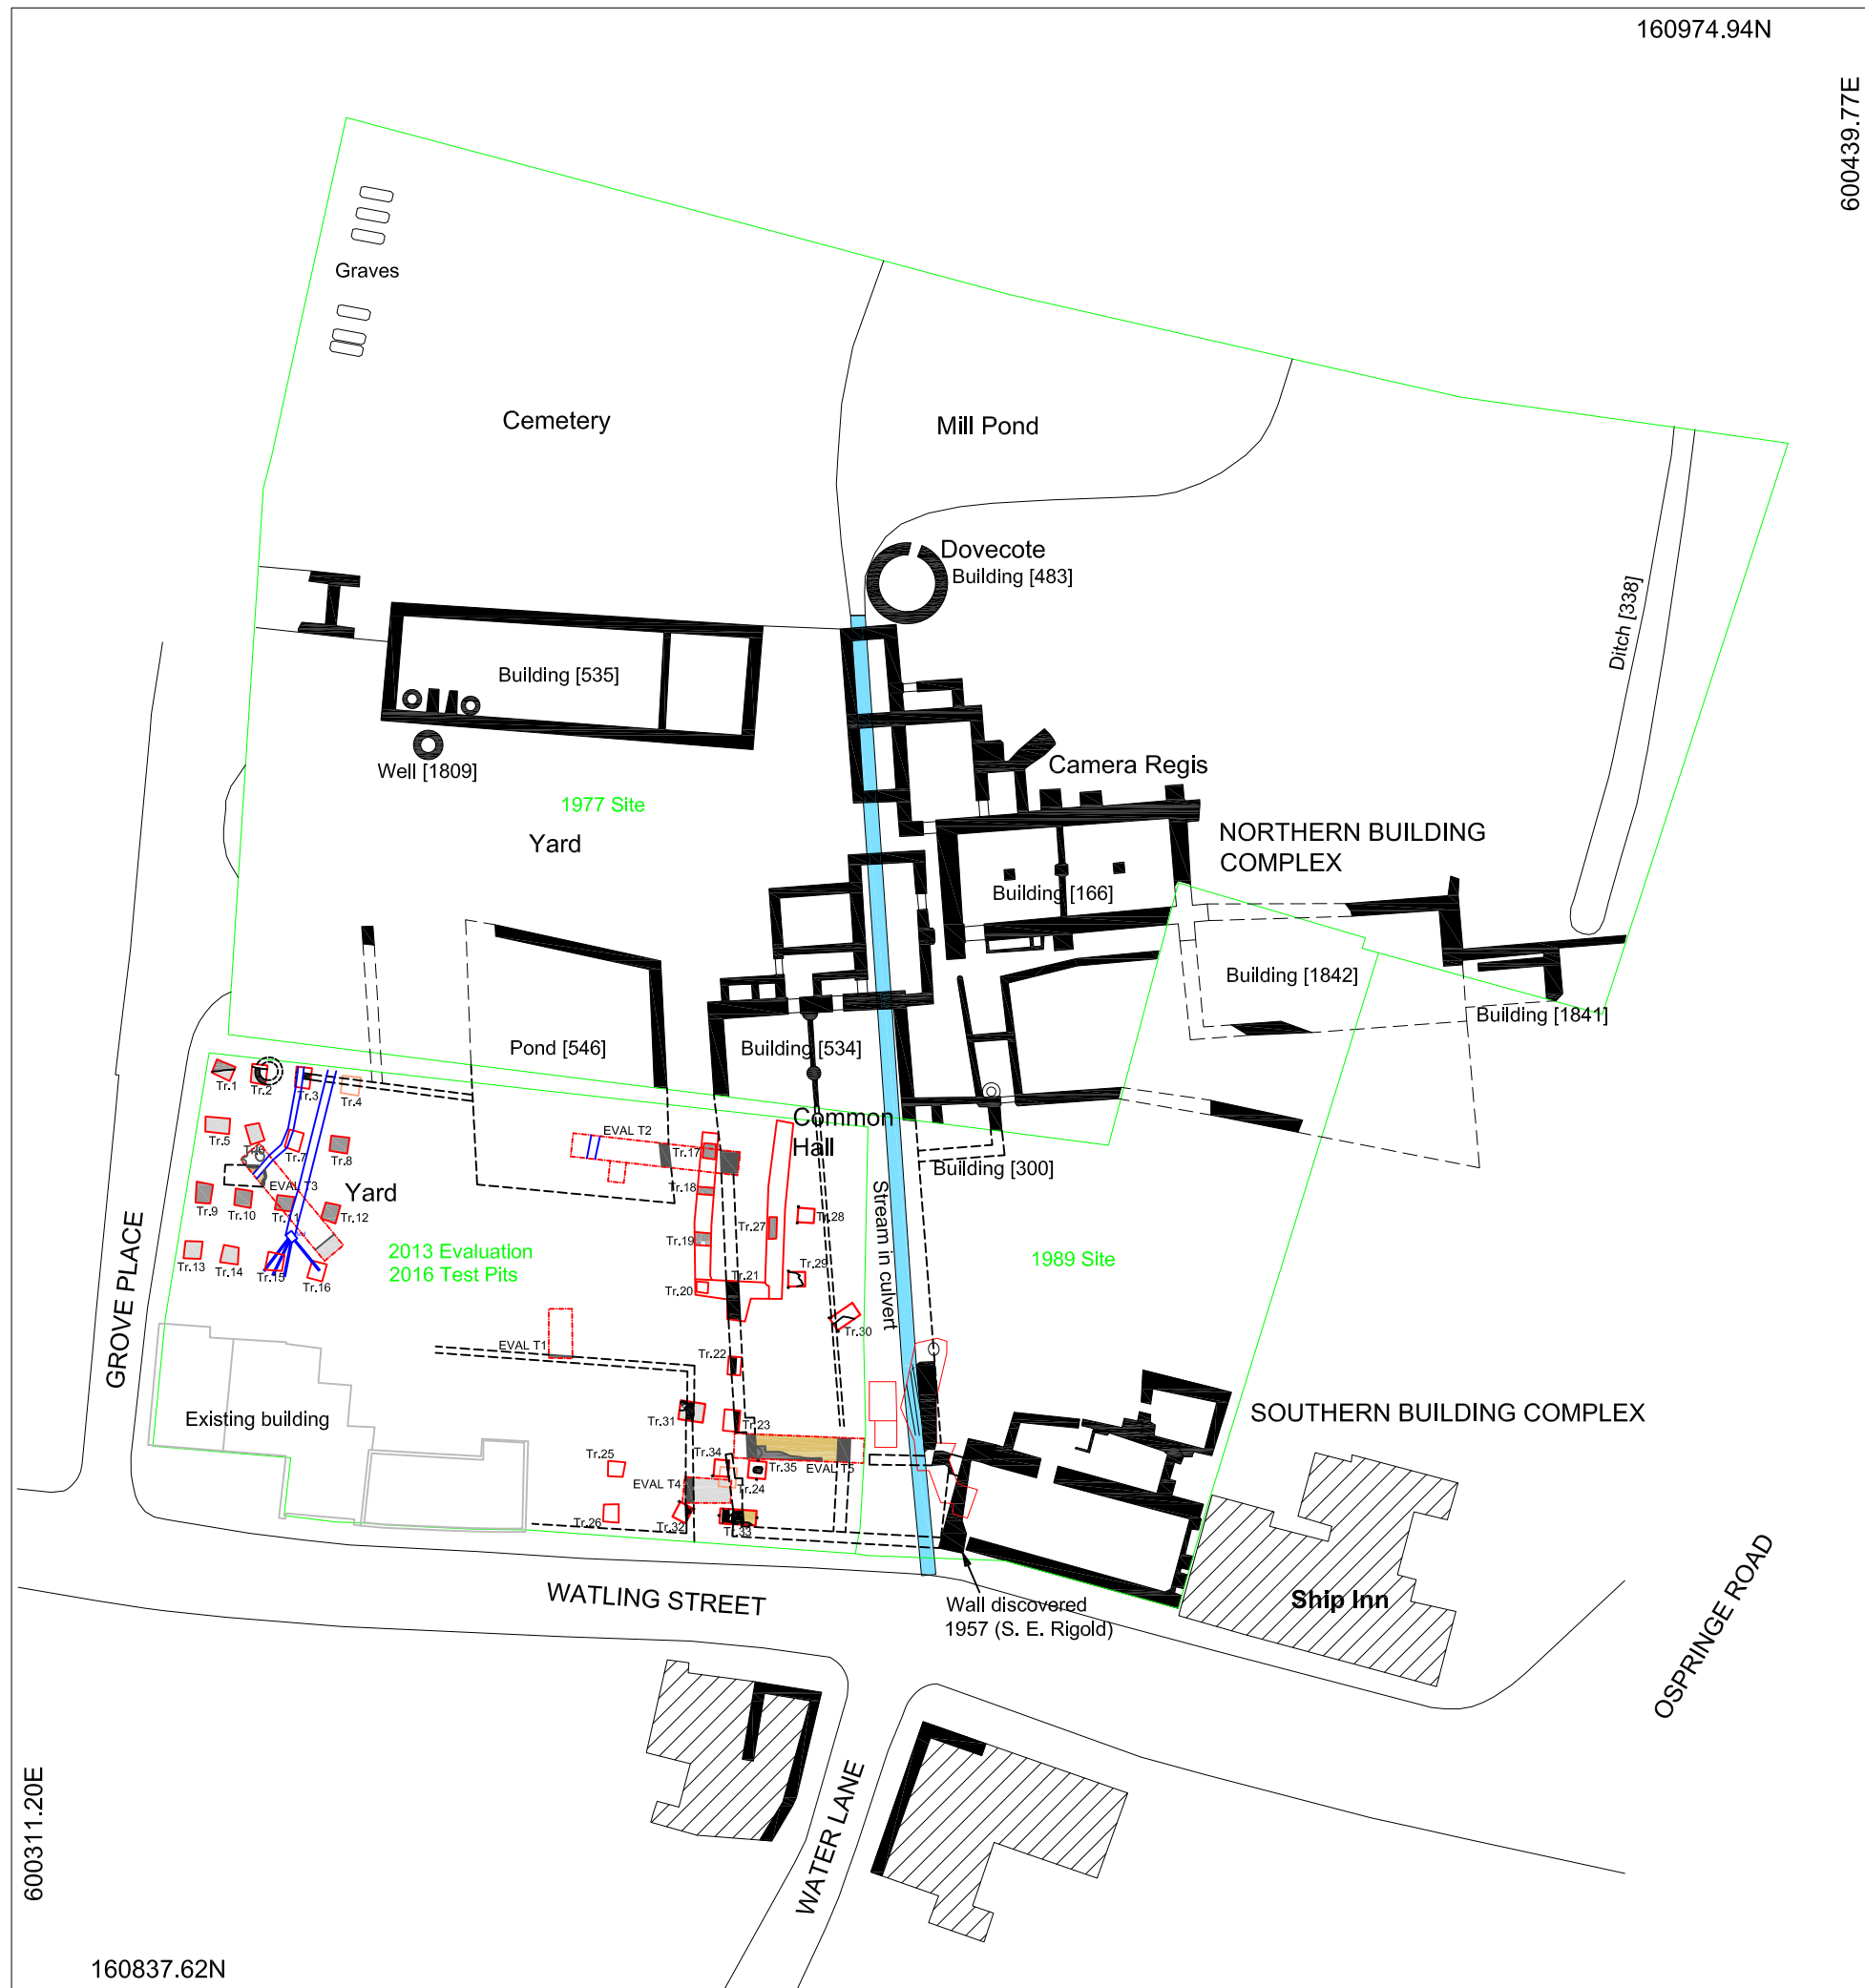 160974.94N
600439.77E
Graves
Cemetery
Mill Pond
Dovecote
Building [483]
Ditch [338]
Building [535]
Well [1809]
1977 Site
Yard
Camera Regis
NORTHERN BUILDING
COMPLEX
Building [166]
Building [1842]
Building [1841]
Pond [546]
Building [534]
Common
Hall
Building [300]
Stream in culvert
1989 Site
Tr.1
Tr.2
Tr.3
Tr.4
Tr.5
Tr.6
Tr.7
Tr.8
EVAL T3
Yard
Tr.9
Tr.10
Tr.11
Tr.12
Tr.13
Tr.14
Tr.15
Tr.16
2013 Evaluation
2016 Test Pits
EVAL T2
Tr.17
Tr.18
Tr.19
Tr.20
Tr.21
Tr.27
Tr.28
Tr.29
Tr.30
EVAL T1
Tr.22
Tr.31
Tr.23
Tr.34
Tr.35
EVAL T5
Tr.25
EVAL T4
Tr.24
Tr.26
Tr.32
Tr.33
GROVE PLACE
Existing building
SOUTHERN BUILDING COMPLEX
WATLING STREET
Wall discovered
1957 (S. E. Rigold)
Ship Inn
OSPRINGE ROAD
WATER LANE
600311.20E
160837.62N